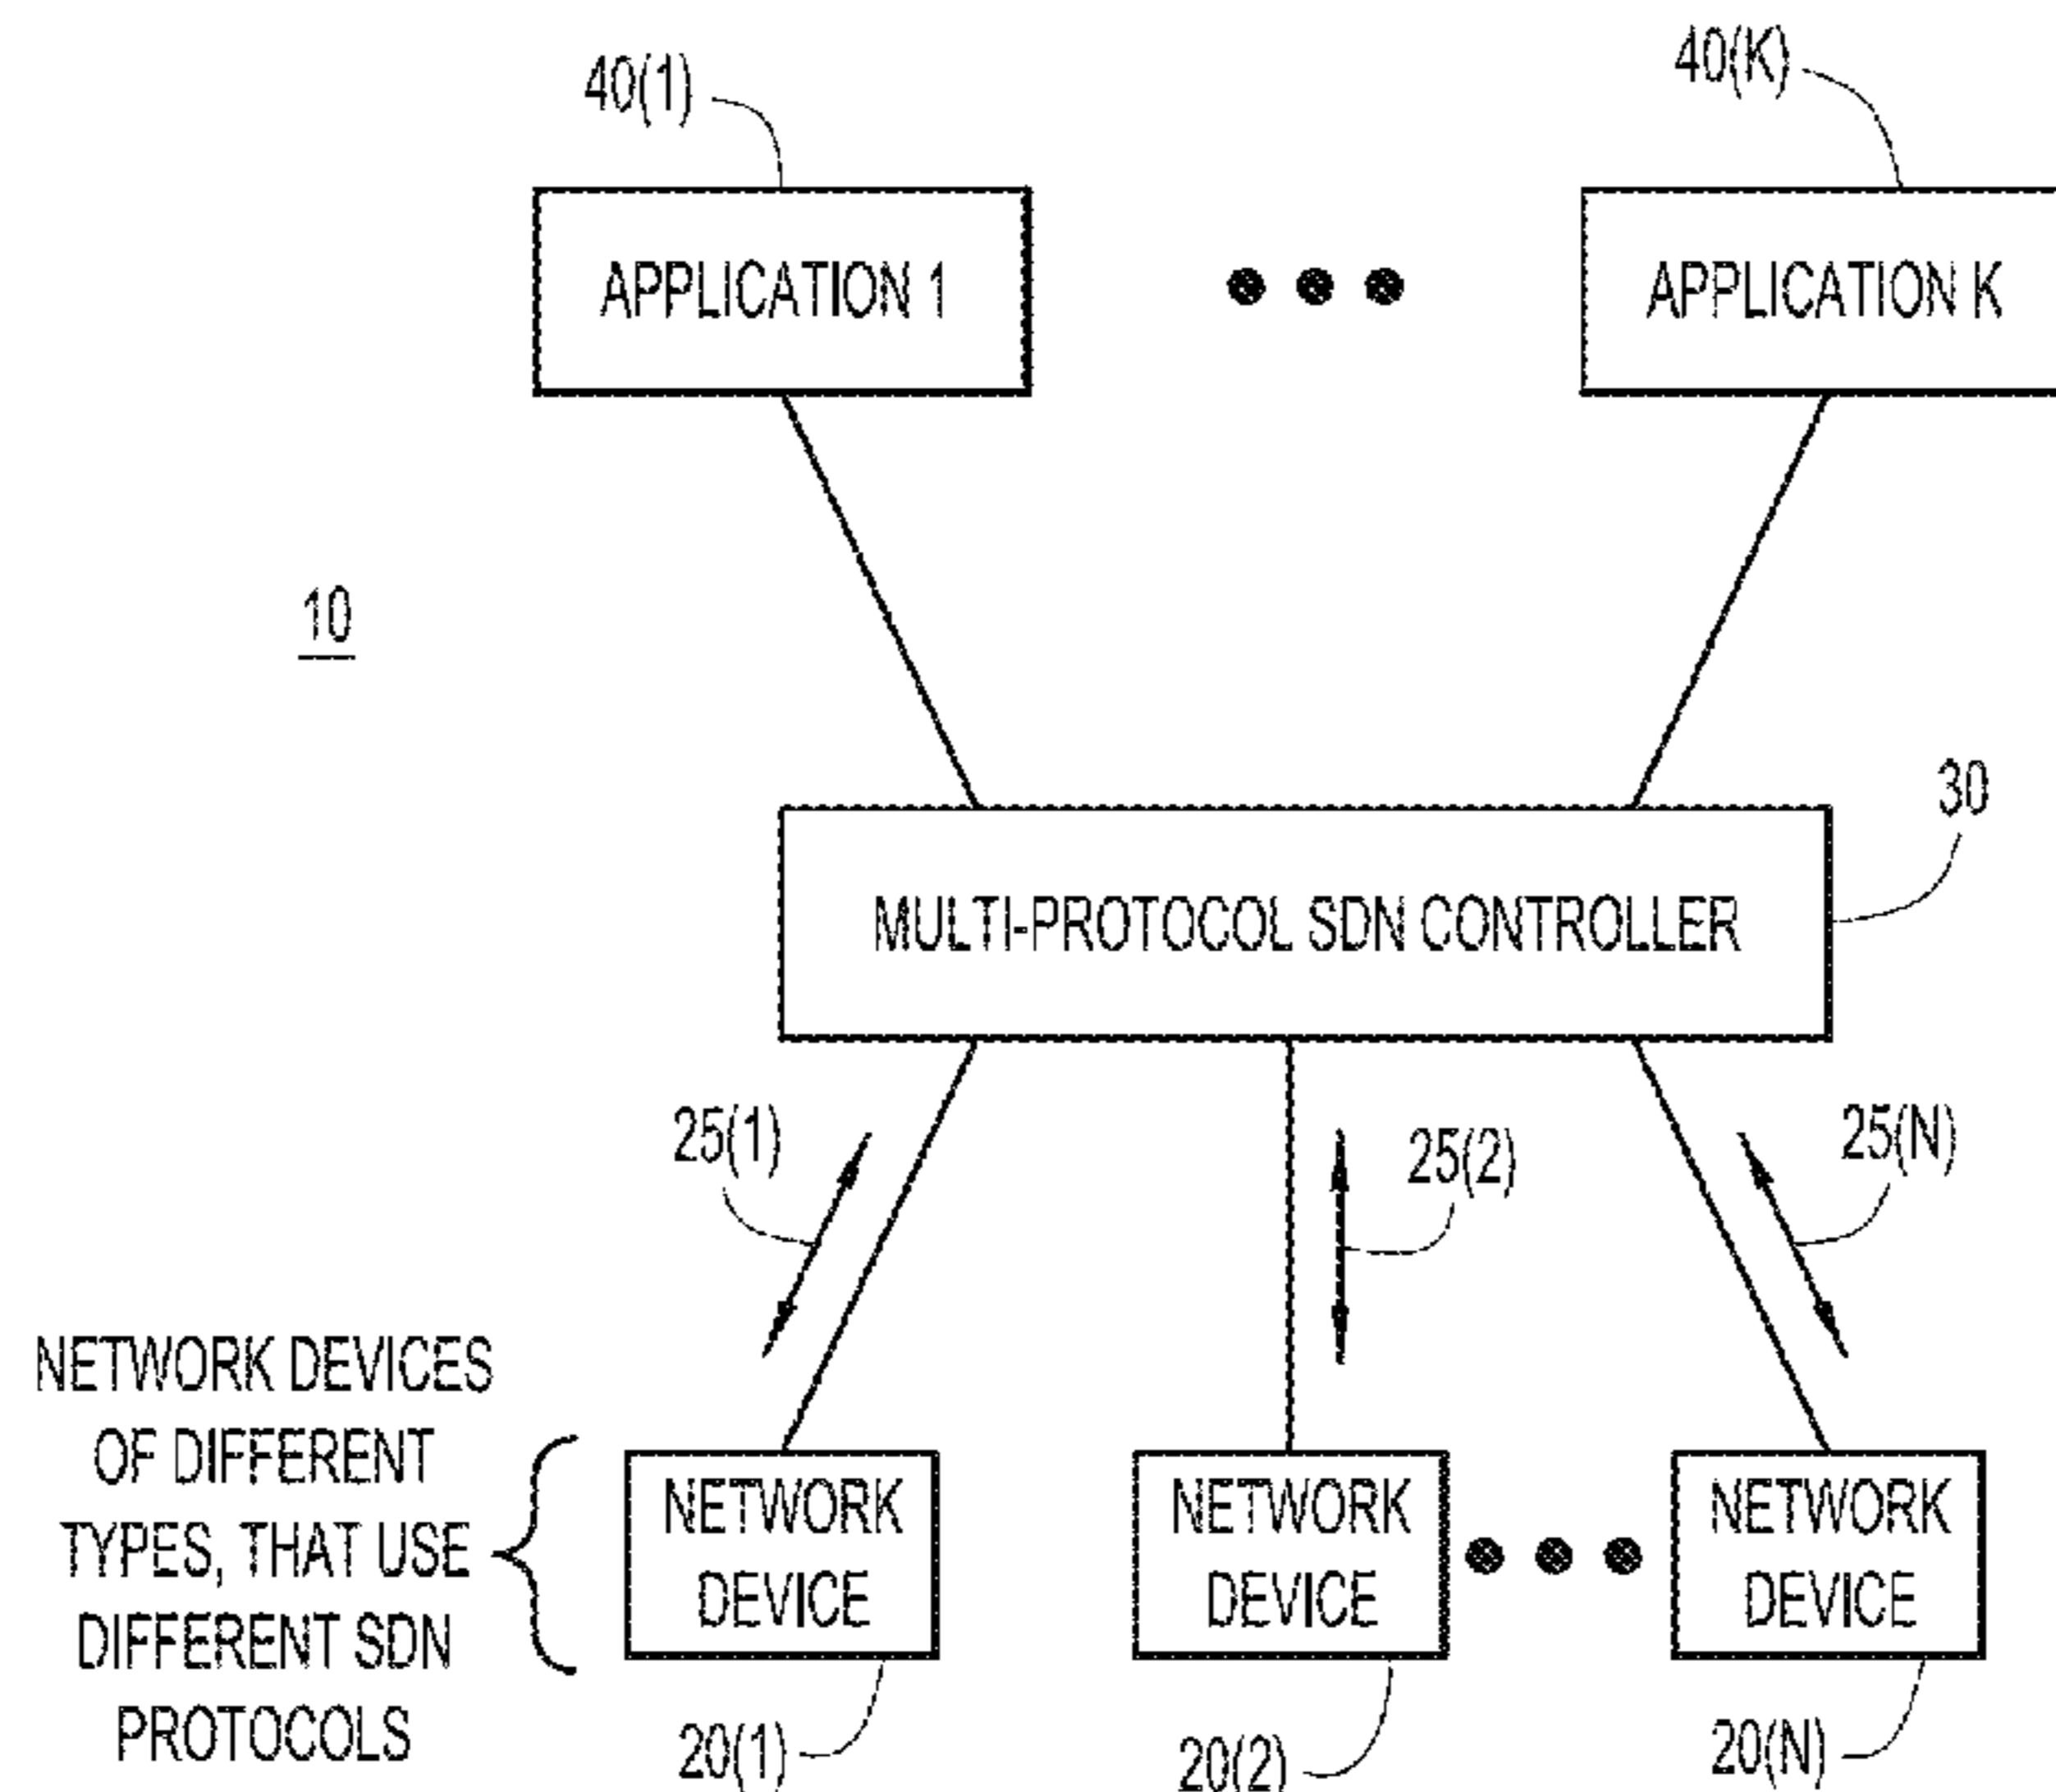 40(1)
40(K)
APPLICATION 1
APPLICATION K
10
30
MULTI-PROTOCOL SDN CONTROLLER
25(1)
25(2)
25(N)
NETWORK DEVICES
OF DIFFERENT
TYPES, THAT USE
DIFFERENT SDN
PROTOCOLS
NETWORK
DEVICE
NETWORK
DEVICE
NETWORK
DEVICE
20(1)
20(2)
20(N)